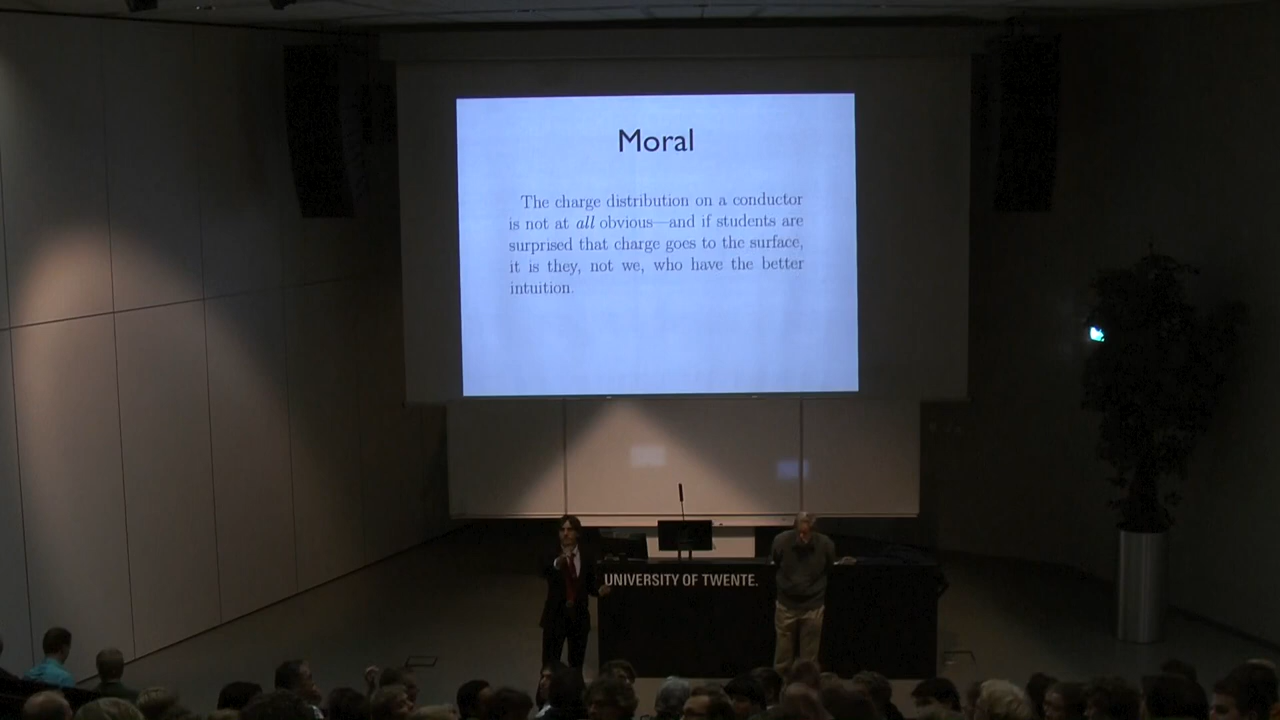 Moral
The charge distribution on a conductor
is not at all obvious—and if students are
surprised that charge goes to the surface,
it is they, not we, who have the better
intuition.
UNIVERSITY OF TWENTE.